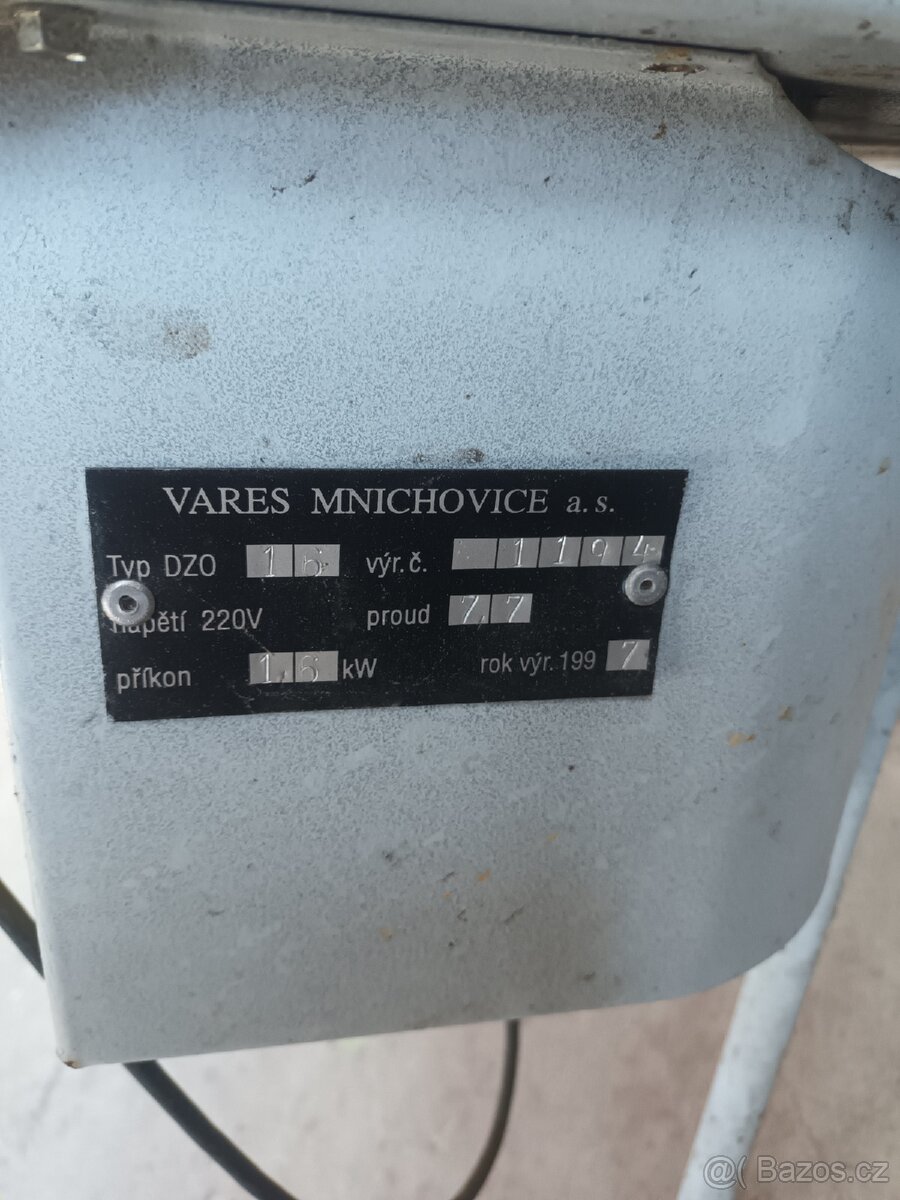 VARES MNICHOVICE a.s.
Typ DZO 16 výr.č. 1194
napětí 220V proud 7,7
příkon 1,6 kW rok výr. 1997
@( Bazos.cz